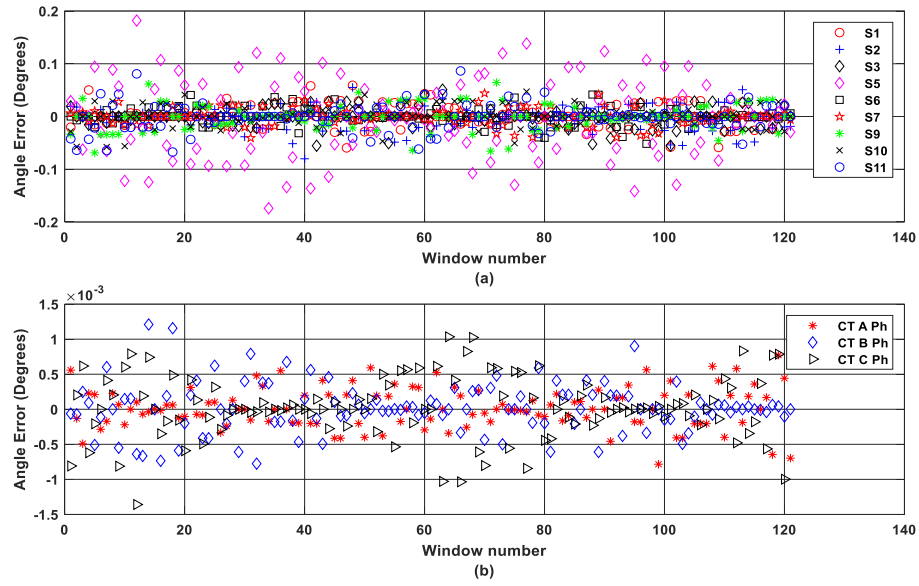 0.2
0.1
0
-0.1
-0.2
Angle Error (Degrees)
S1
S2
S3
S5
S6
S7
S9
S10
S11
0 20 40 60 80 100 120 140
Window number
(a)
×10⁻³
1.5
1
0.5
0
-0.5
-1
-1.5
Angle Error (Degrees)
CT A Ph
CT B Ph
CT C Ph
0 20 40 60 80 100 120 140
Window number
(b)